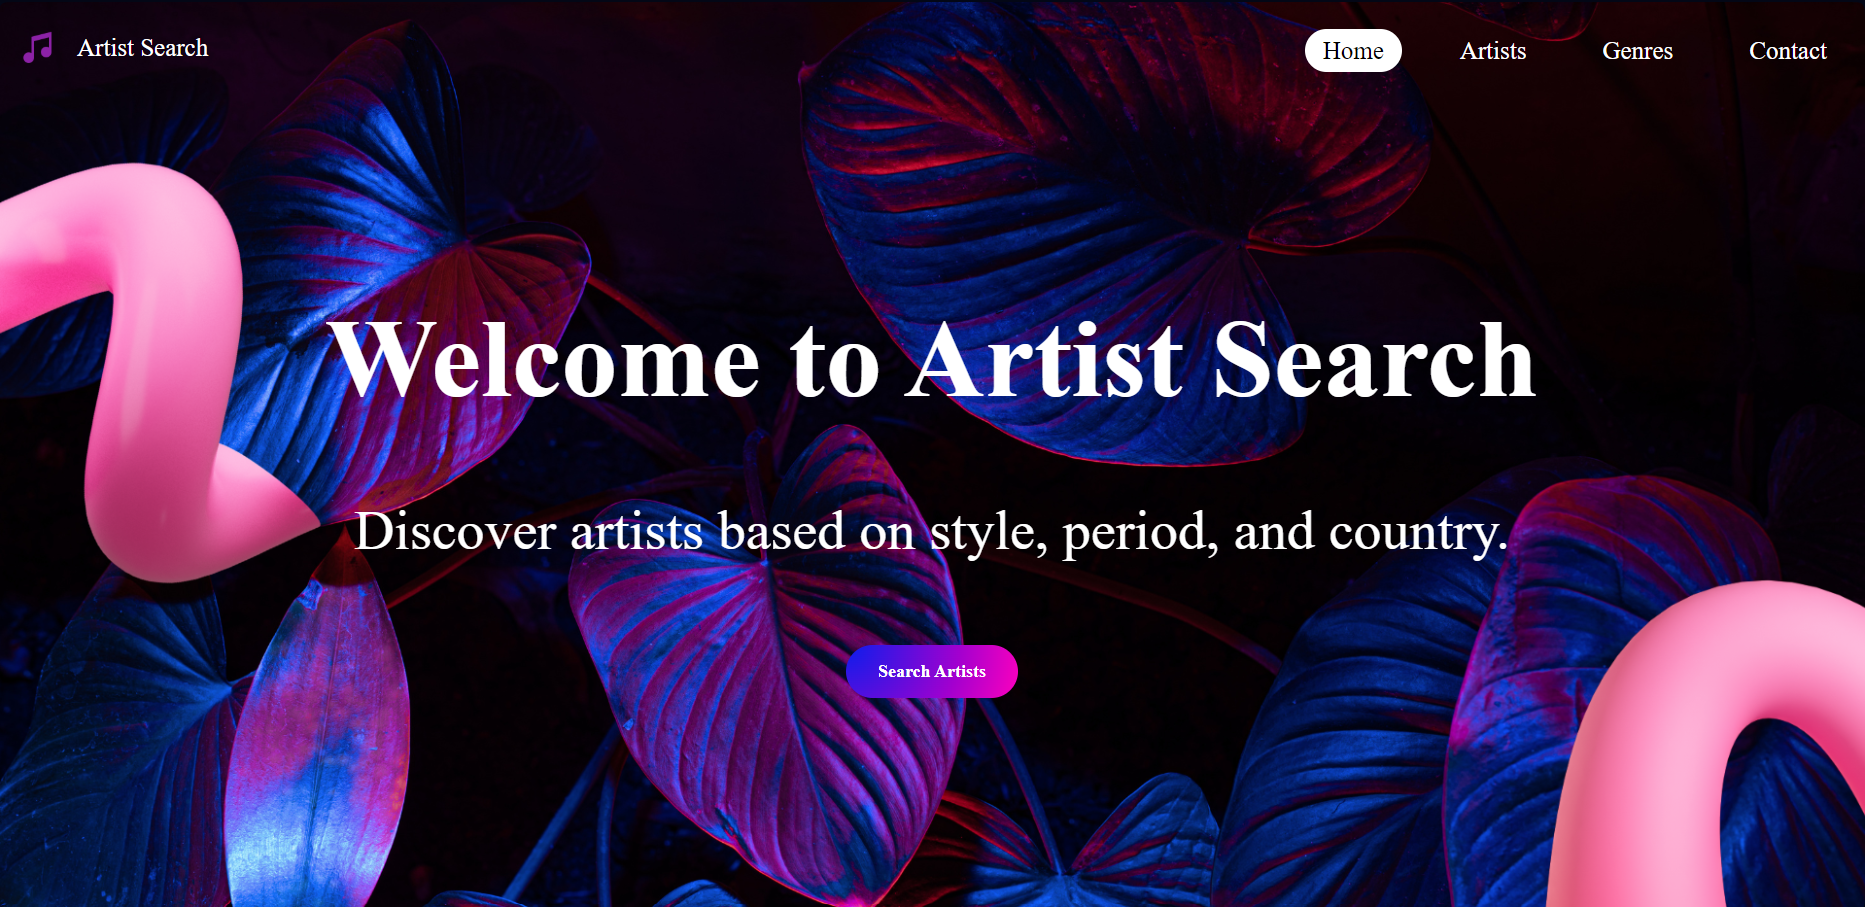 Artist Search
Home
Artists
Genres
Contact
Welcome to Artist Search
Discover artists based on style, period, and country.
Search Artists